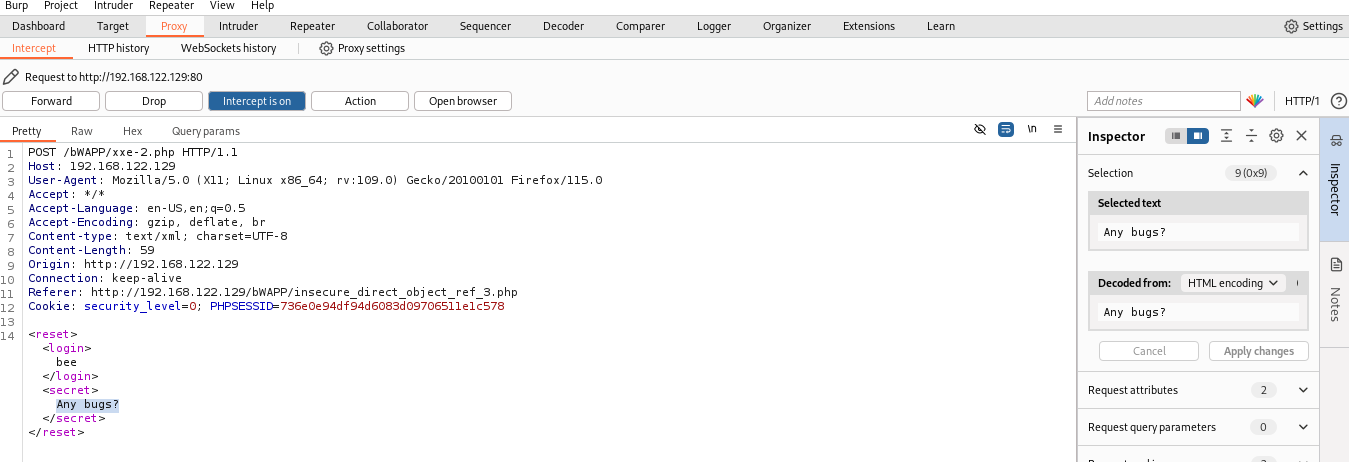 Burp Project Intruder Repeater View Help
Dashboard Target Proxy Intruder Repeater Collaborator Sequencer Decoder Comparer Logger Organizer Extensions Learn Settings
Intercept HTTP history WebSockets history Proxy settings
Request to http://192.168.122.129:80
Forward Drop Intercept is on Action Open browser Add notes HTTP/1 ?
Pretty Raw Hex Query params \n
1 POST /bWAPP/xxe-2.php HTTP/1.1
2 Host: 192.168.122.129
3 User-Agent: Mozilla/5.0 (X11; Linux x86_64; rv:109.0) Gecko/20100101 Firefox/115.0
4 Accept: */*
5 Accept-Language: en-US,en;q=0.5
6 Accept-Encoding: gzip, deflate, br
7 Content-type: text/xml; charset=UTF-8
8 Content-Length: 59
9 Origin: http://192.168.122.129
10 Connection: keep-alive
11 Referer: http://192.168.122.129/bWAPP/insecure_direct_object_ref_3.php
12 Cookie: security_level=0; PHPSESSID=736e0e94df94d6083d09706511e1c578
13
14 <reset>
<login>
bee
</login>
<secret>
Any bugs?
</secret>
</reset>
Inspector
Selection 9 (0x9)
Selected text
Any bugs?
Decoded from: HTML encoding
Any bugs?
Cancel Apply changes
Request attributes 2
Request query parameters 0
Inspector
Notes